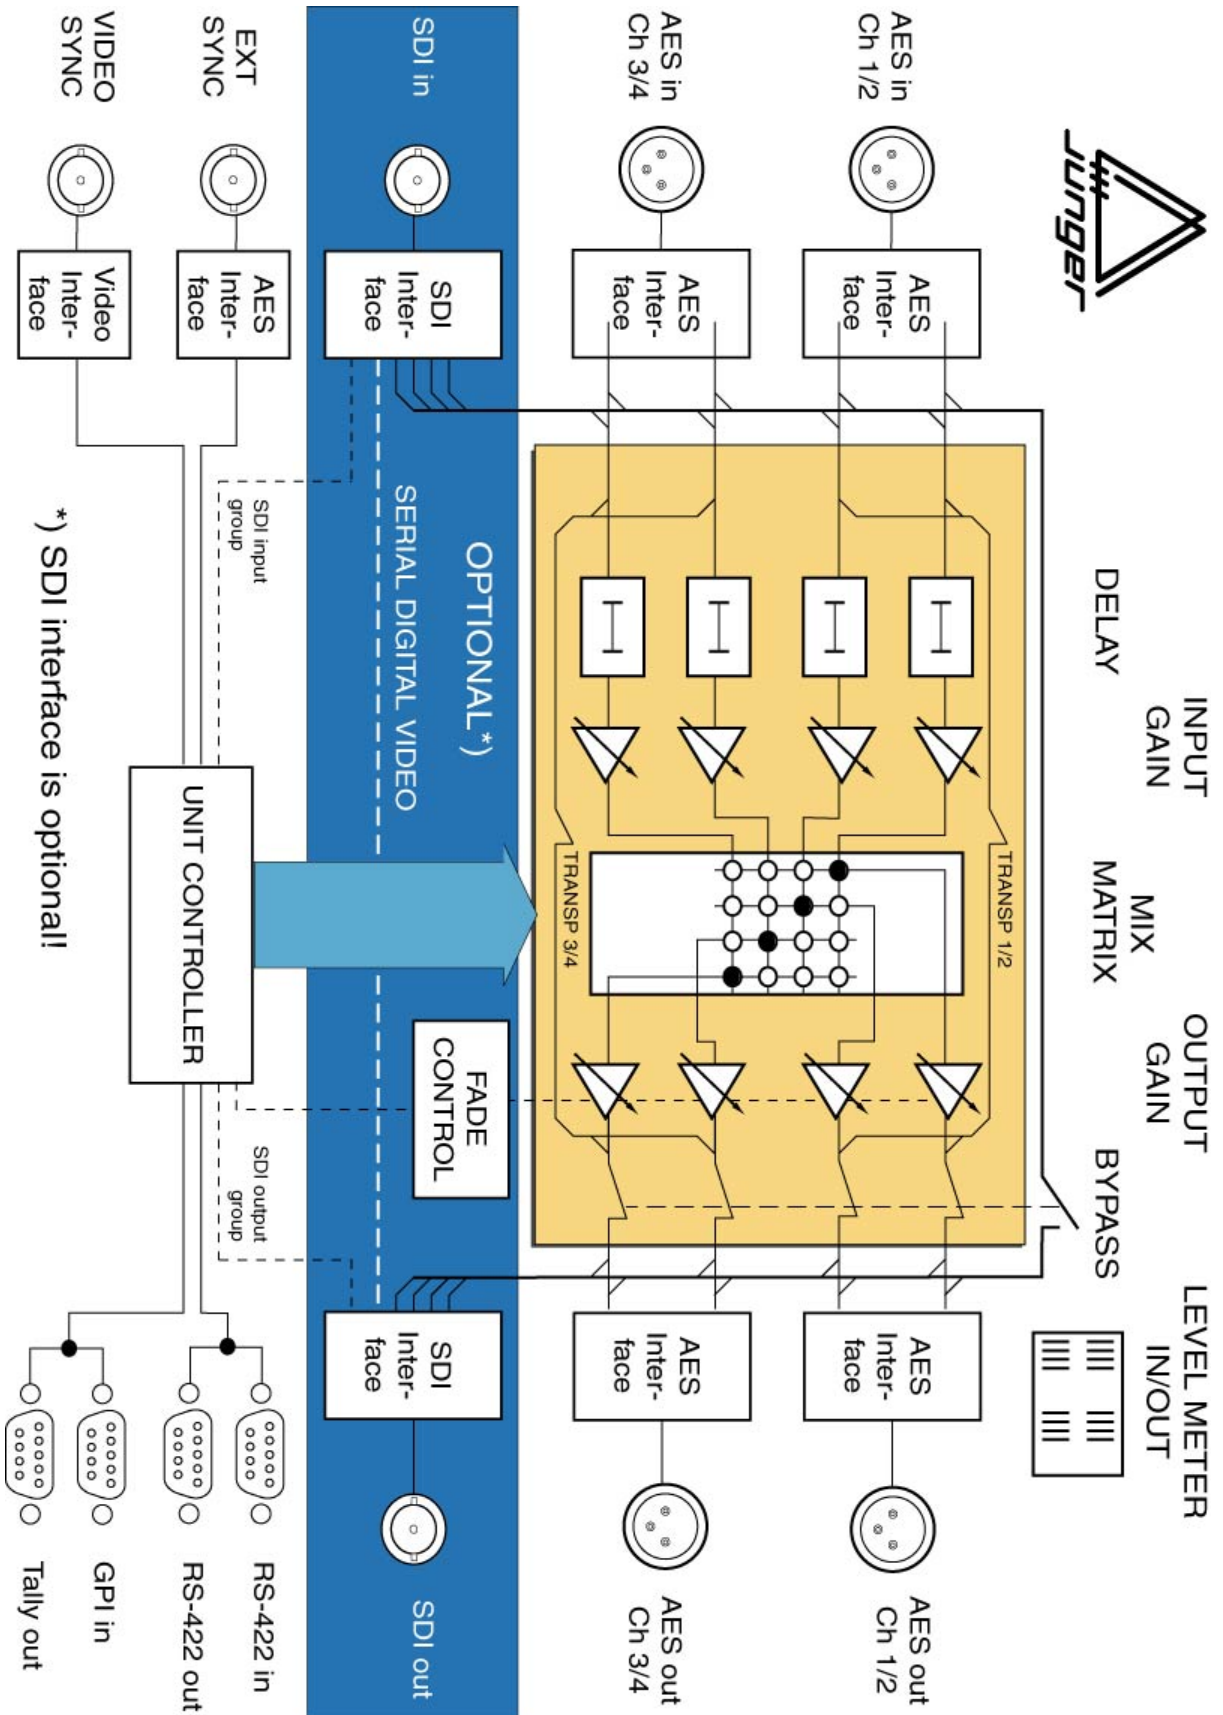 Jünger
DELAY
INPUT
GAIN
MIX
MATRIX
OUTPUT
GAIN
BYPASS
LEVEL METER
IN/OUT
AES in
Ch 1/2
AES
Inter-
face
TRANSP 1/2
AES
Inter-
face
AES out
Ch 1/2
AES in
Ch 3/4
AES
Inter-
face
TRANSP 3/4
AES
Inter-
face
AES out
Ch 3/4
OPTIONAL*)
FADE
CONTROL
SDI in
SDI
Inter-
face
SERIAL DIGITAL VIDEO
SDI
Inter-
face
SDI out
SDI input
group
SDI output
group
EXT
SYNC
AES
Inter-
face
UNIT CONTROLLER
RS-422 in
RS-422 out
VIDEO
SYNC
Video
Inter-
face
GPI in
Tally out
*) SDI interface is optional!